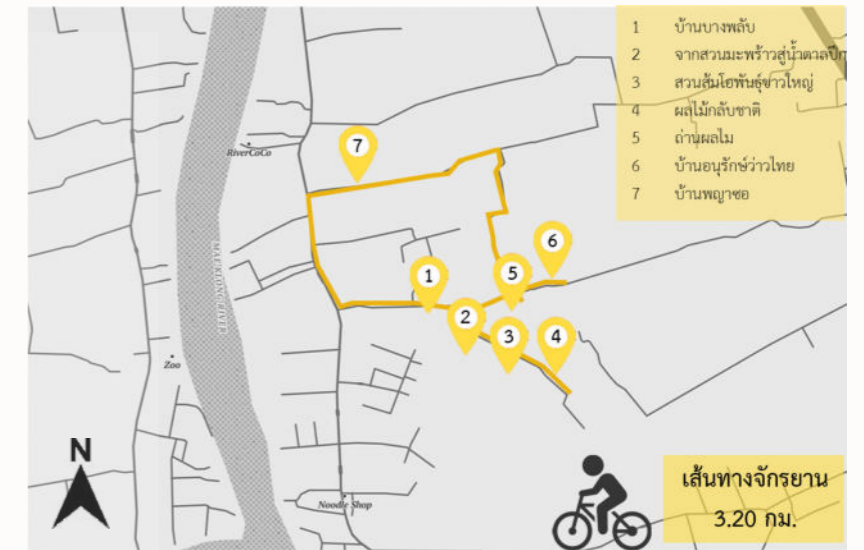 1 บ้านบางพลับ
2 จากสวนมะพร้าวสู่น้ำตาลปึก
3 สวนส้มโอพันธุ์ขาวใหญ่
4 ผลไม้กลับชาติ
5 ถ่านผลไม
6 บ้านอนุรักษ์ว่าวไทย
7 บ้านพญาซอ
7
RiverCoCo
MAEKLONG RIVER
6
1
5
2
3
4
Zoo
N
Noodle Shop
เส้นทางจักรยาน
3.20 กม.